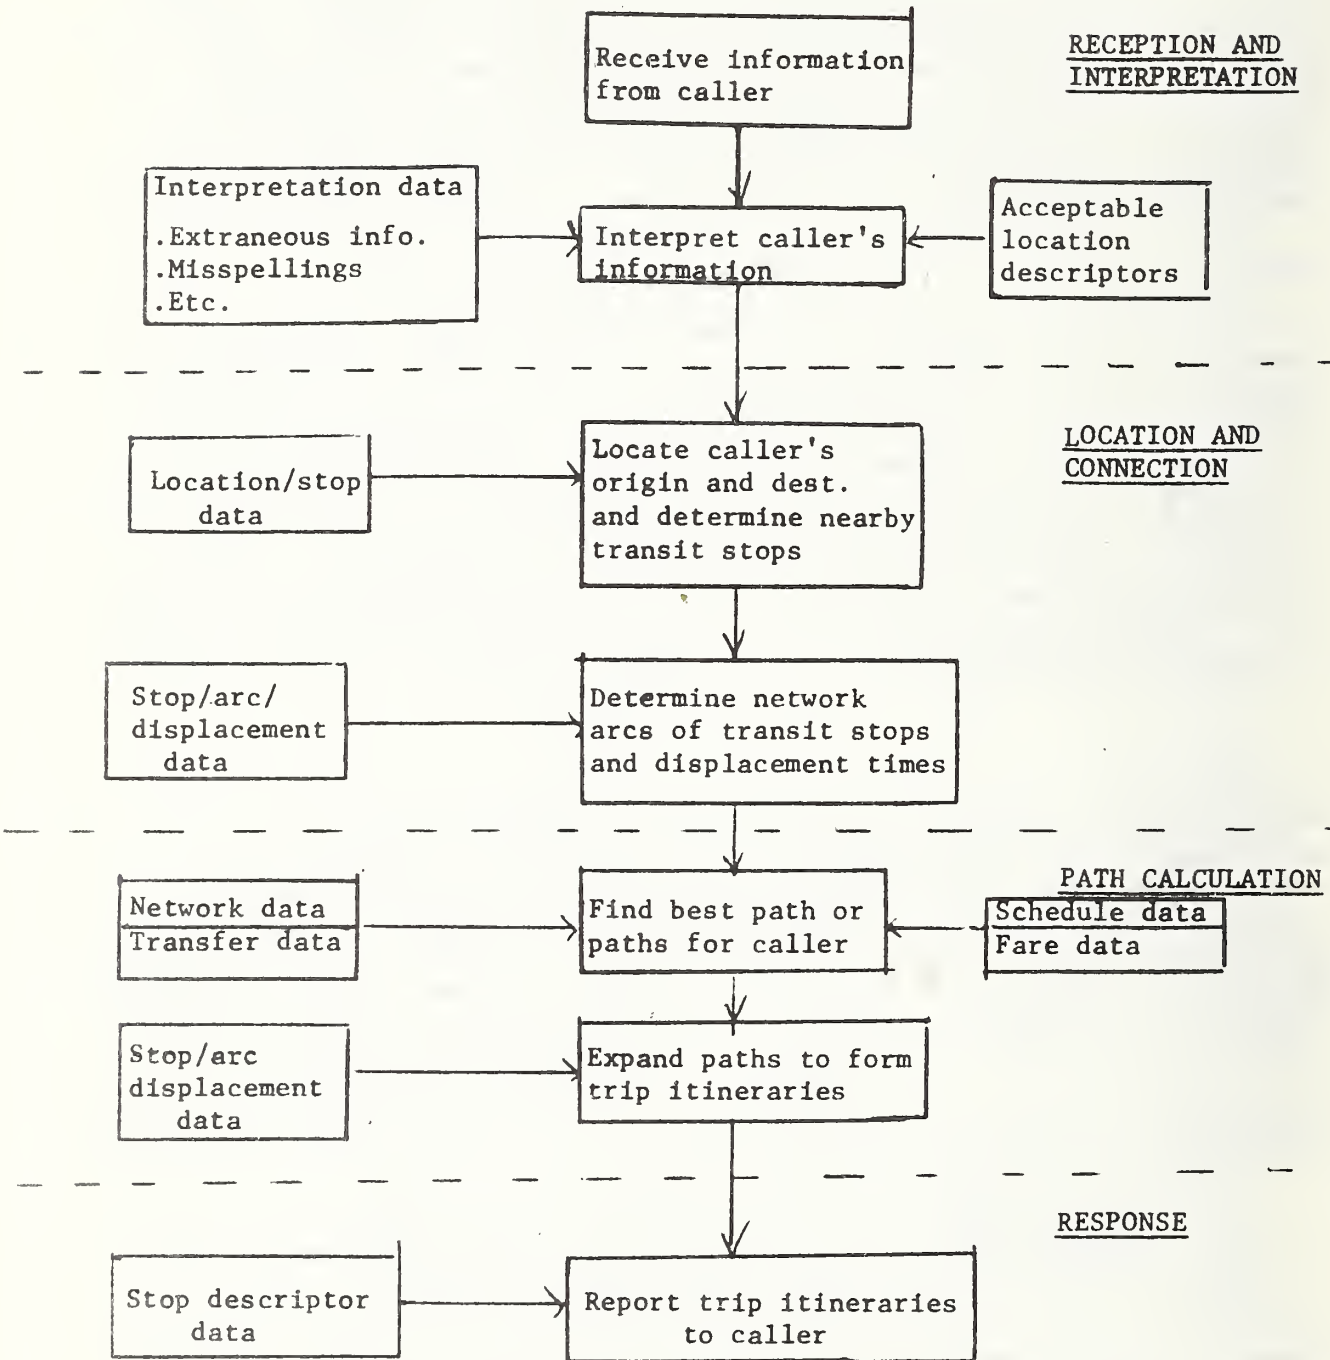 Receive information
from caller
RECEPTION AND
INTERPRETATION
Interpretation data
.Extraneous info.
.Misspellings
.Etc.
Interpret caller's
information
Acceptable
location
descriptors
Location/stop
data
Locate caller's
origin and dest.
and determine nearby
transit stops
LOCATION AND
CONNECTION
Stop/arc/
displacement
data
Determine network
arcs of transit stops
and displacement times
PATH CALCULATION
Network data
Transfer data
Find best path or
paths for caller
Schedule data
Fare data
Stop/arc
displacement
data
Expand paths to form
trip itineraries
RESPONSE
Stop descriptor
data
Report trip itineraries
to caller